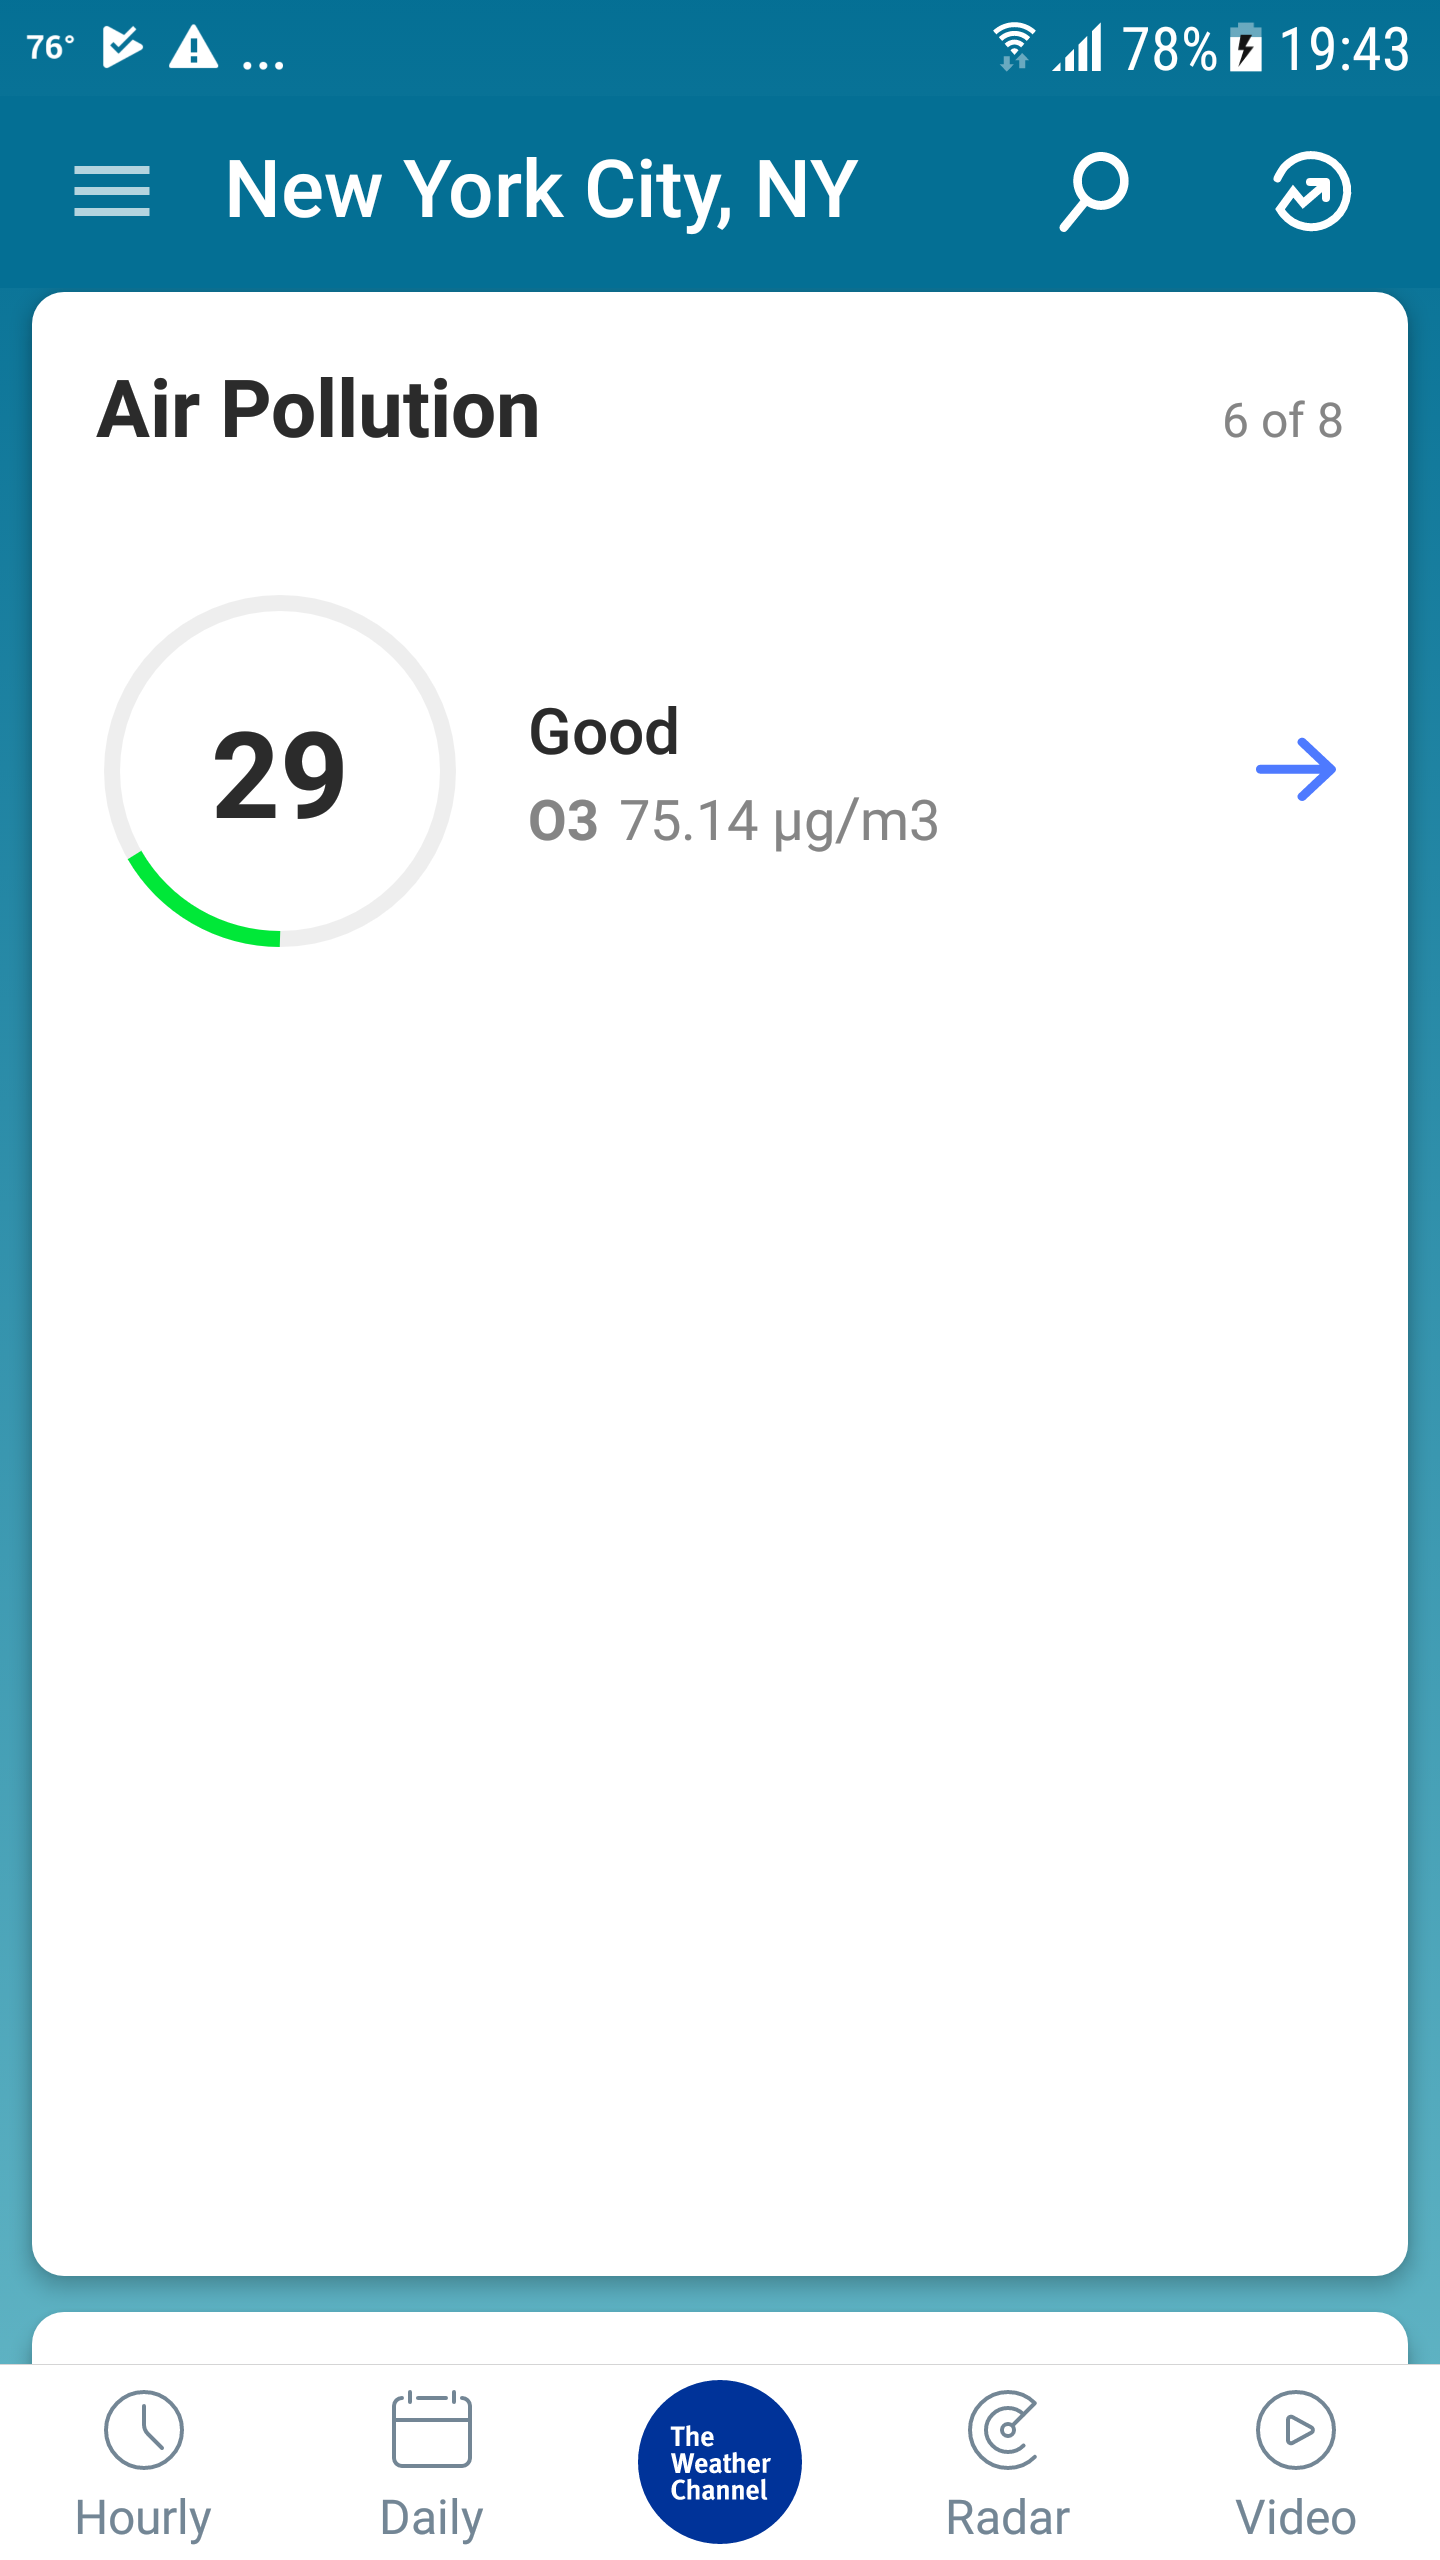 76°
...
78%
19:43
New York City, NY
Air Pollution
6 of 8
29
Good
O3 75.14 µg/m3
Hourly
Daily
The
Weather
Channel
Radar
Video